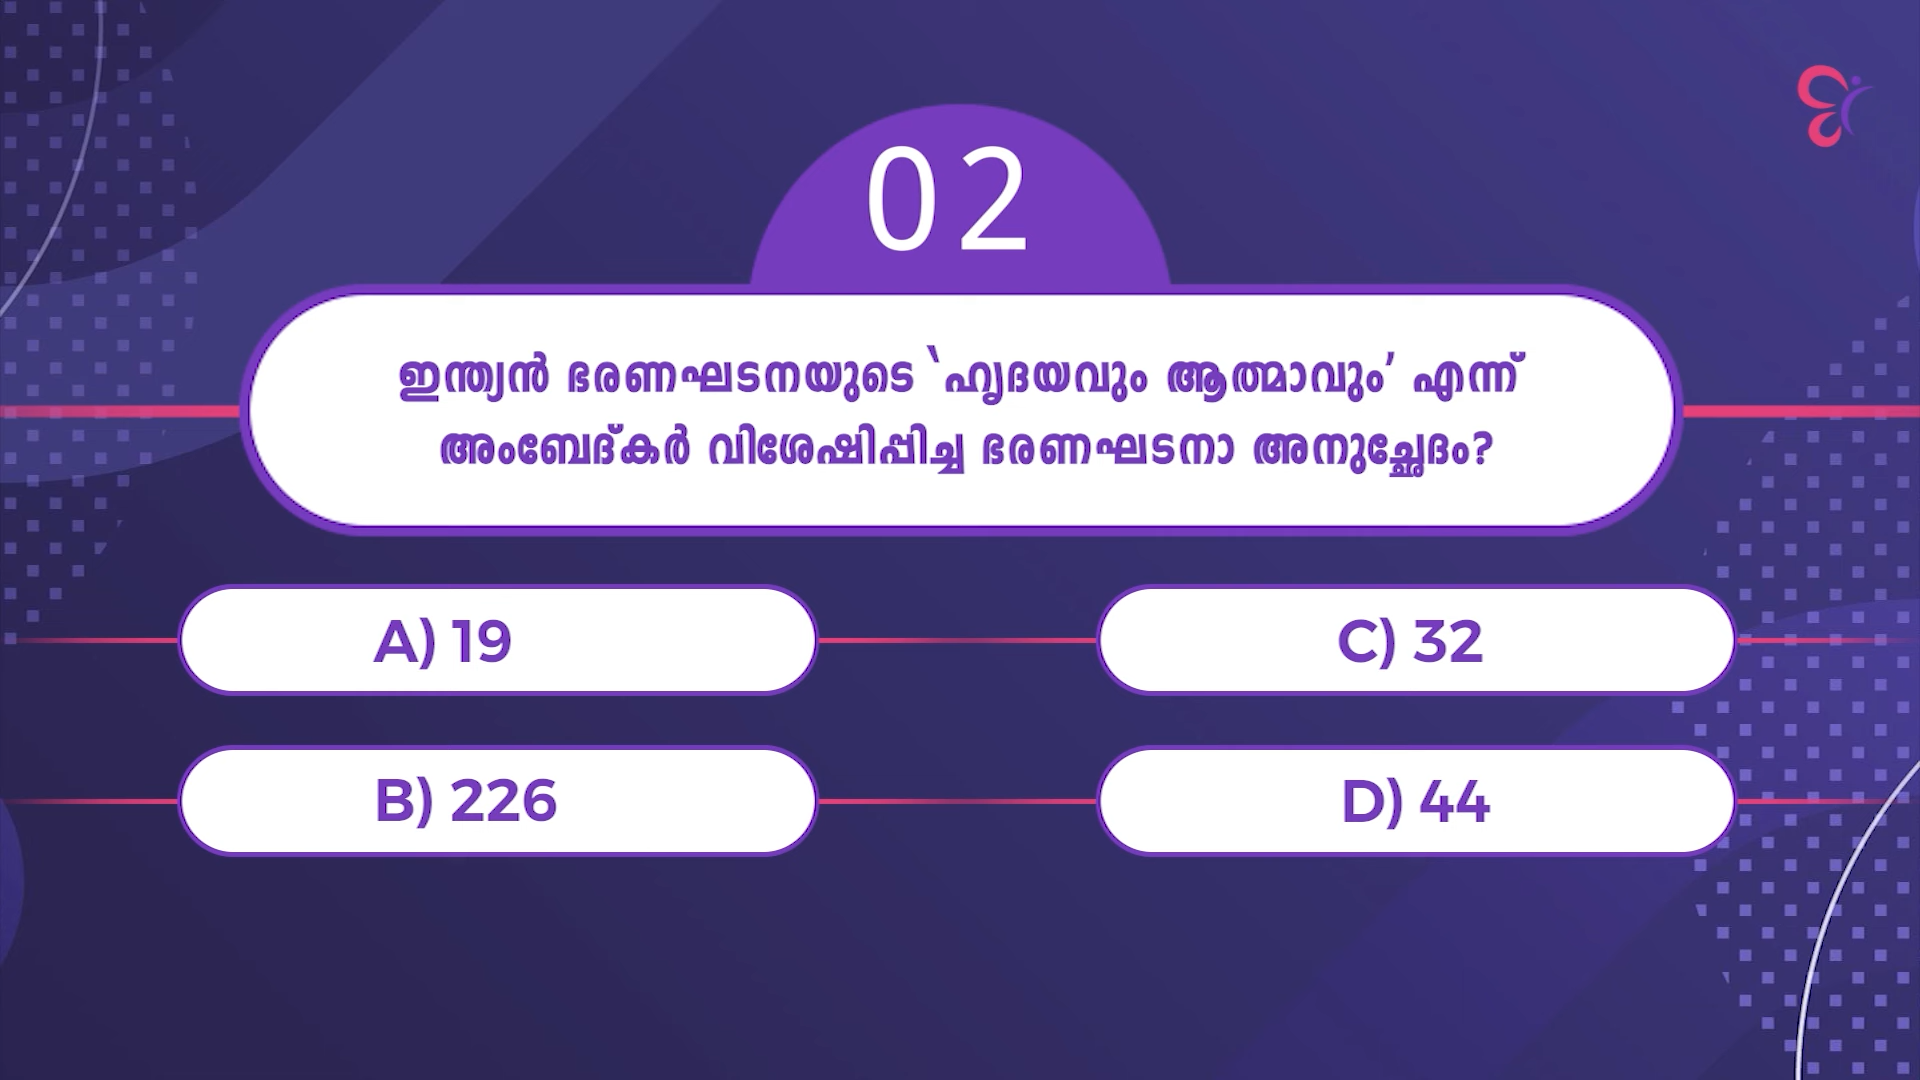 02
ഇന്ത്യൻ ഭരണഘടനയുടെ ‘ഹൃദയവും ആത്മാവും’ എന്ന്
അംബേദ്കർ വിശേഷിപ്പിച്ച ഭരണഘടനാ അനുച്ഛേദം?
A) 19
C) 32
B) 226
D) 44